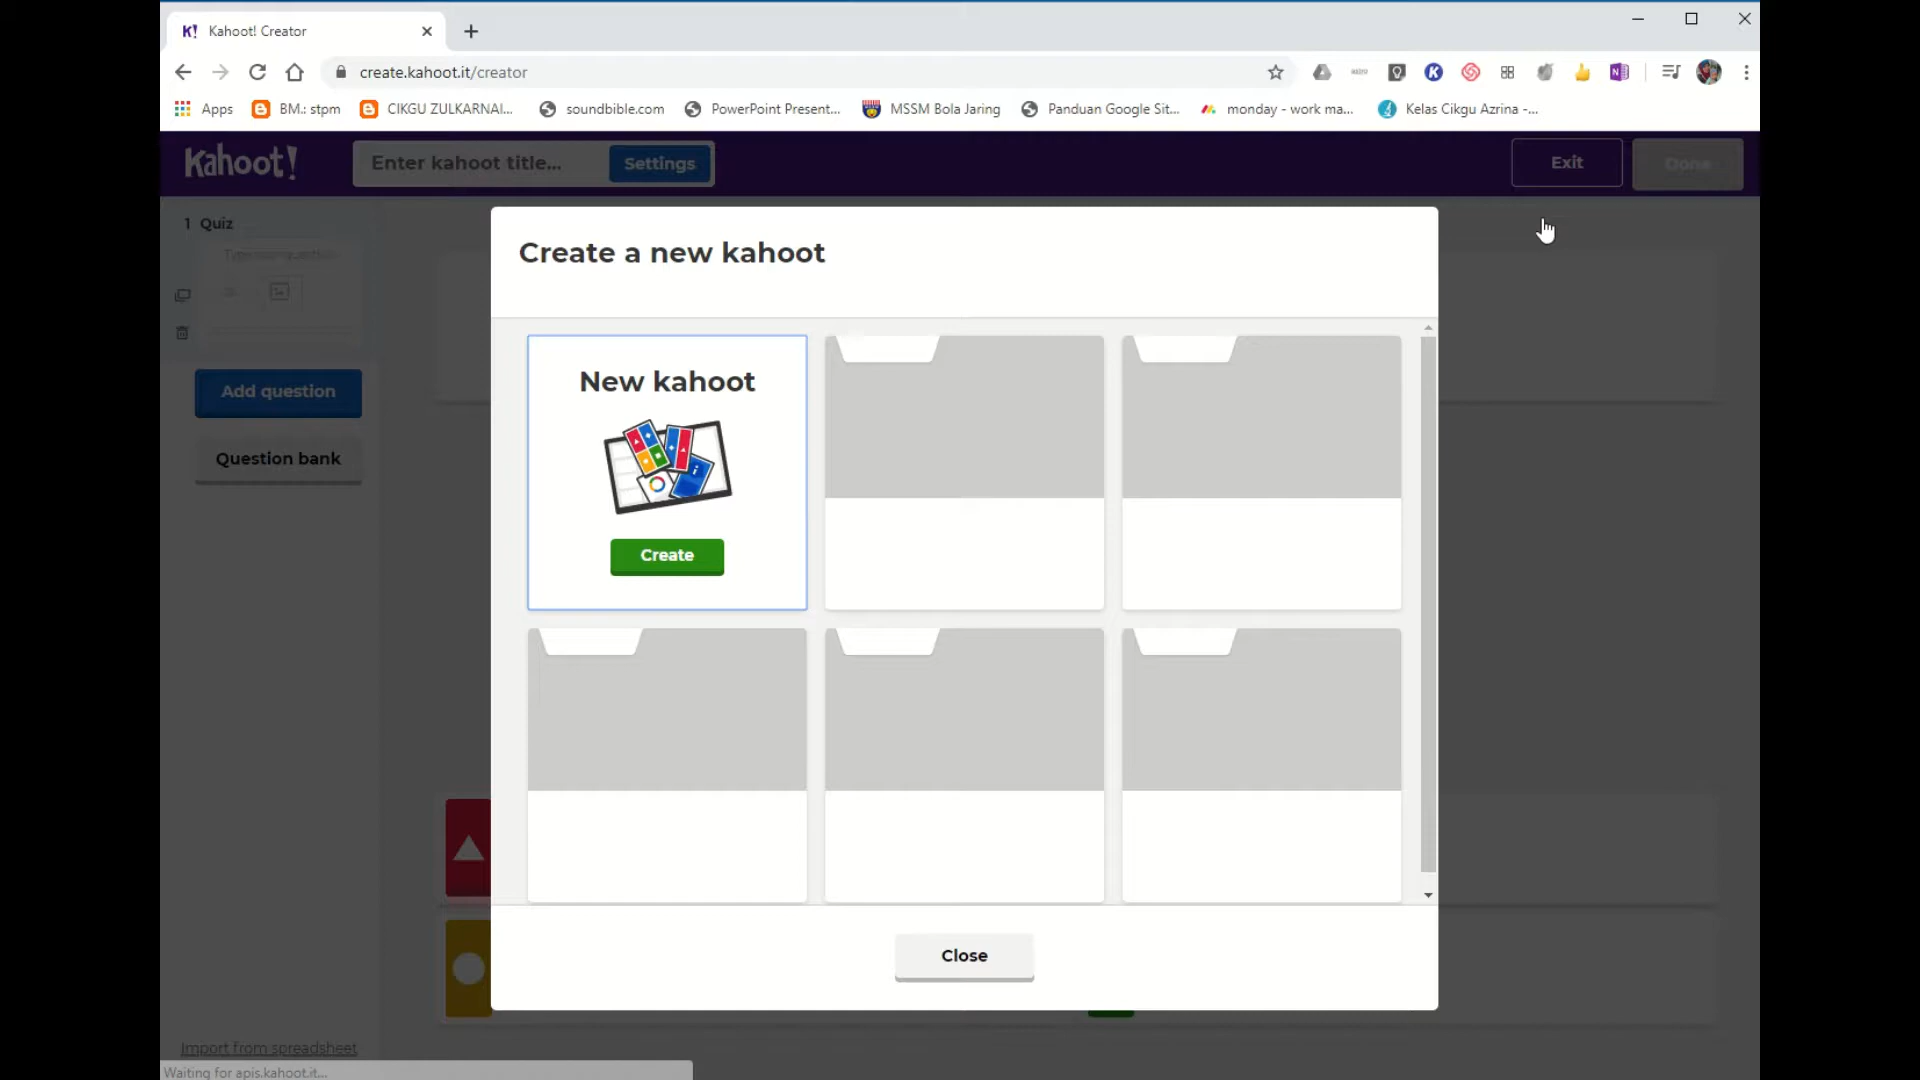 K! Kahoot! Creator
create.kahoot.it/creator
Apps BM.: stpm CIKGU ZULKARNAI... soundbible.com PowerPoint Present... MSSM Bola Jaring Panduan Google Sit... monday - work ma... Kelas Cikgu Azrina -...
Kahoot! Enter kahoot title... Settings Exit Done
1 Quiz
Create a new kahoot
New kahoot
Add question
Question bank
Create
Close
Import from spreadsheet
Waiting for apis.kahoot.it...